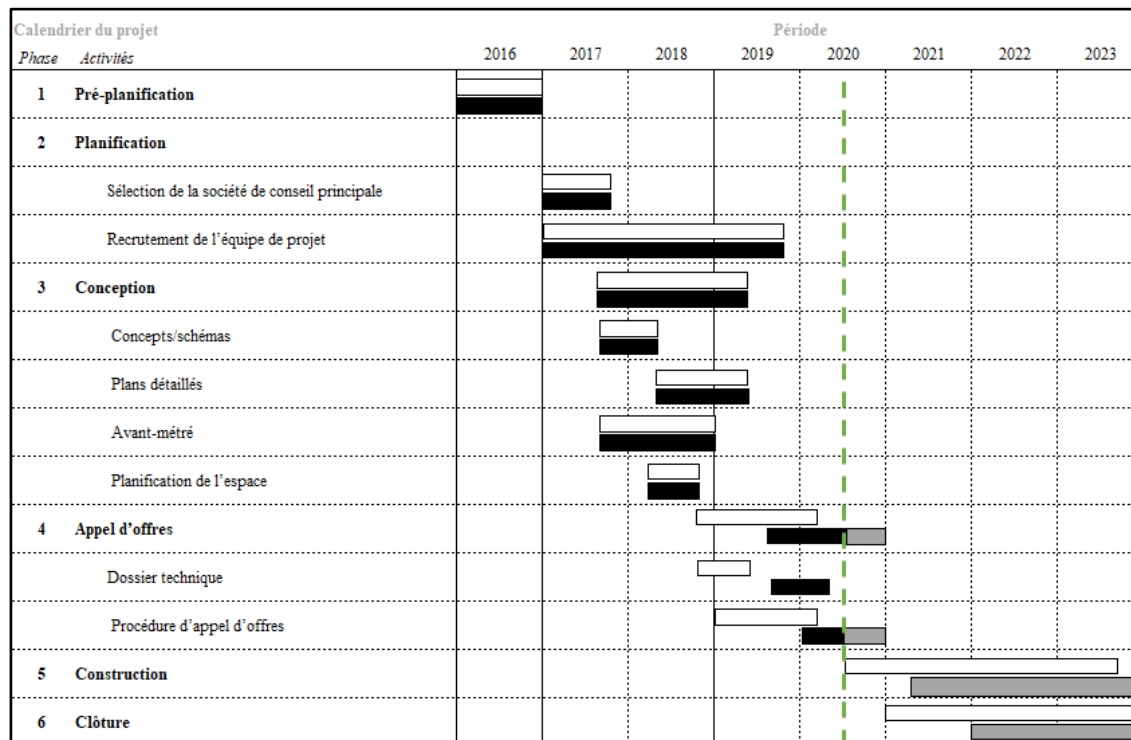 Calendrier du projet Période
Phase Activités 2016 2017 2018 2019 2020 2021 2022 2023
1 Pré-planification
2 Planification
Sélection de la société de conseil principale
Recrutement de l’équipe de projet
3 Conception
Concepts/schémas
Plans détaillés
Avant-métré
Planification de l’espace
4 Appel d’offres
Dossier technique
Procédure d’appel d’offres
5 Construction
6 Clôture